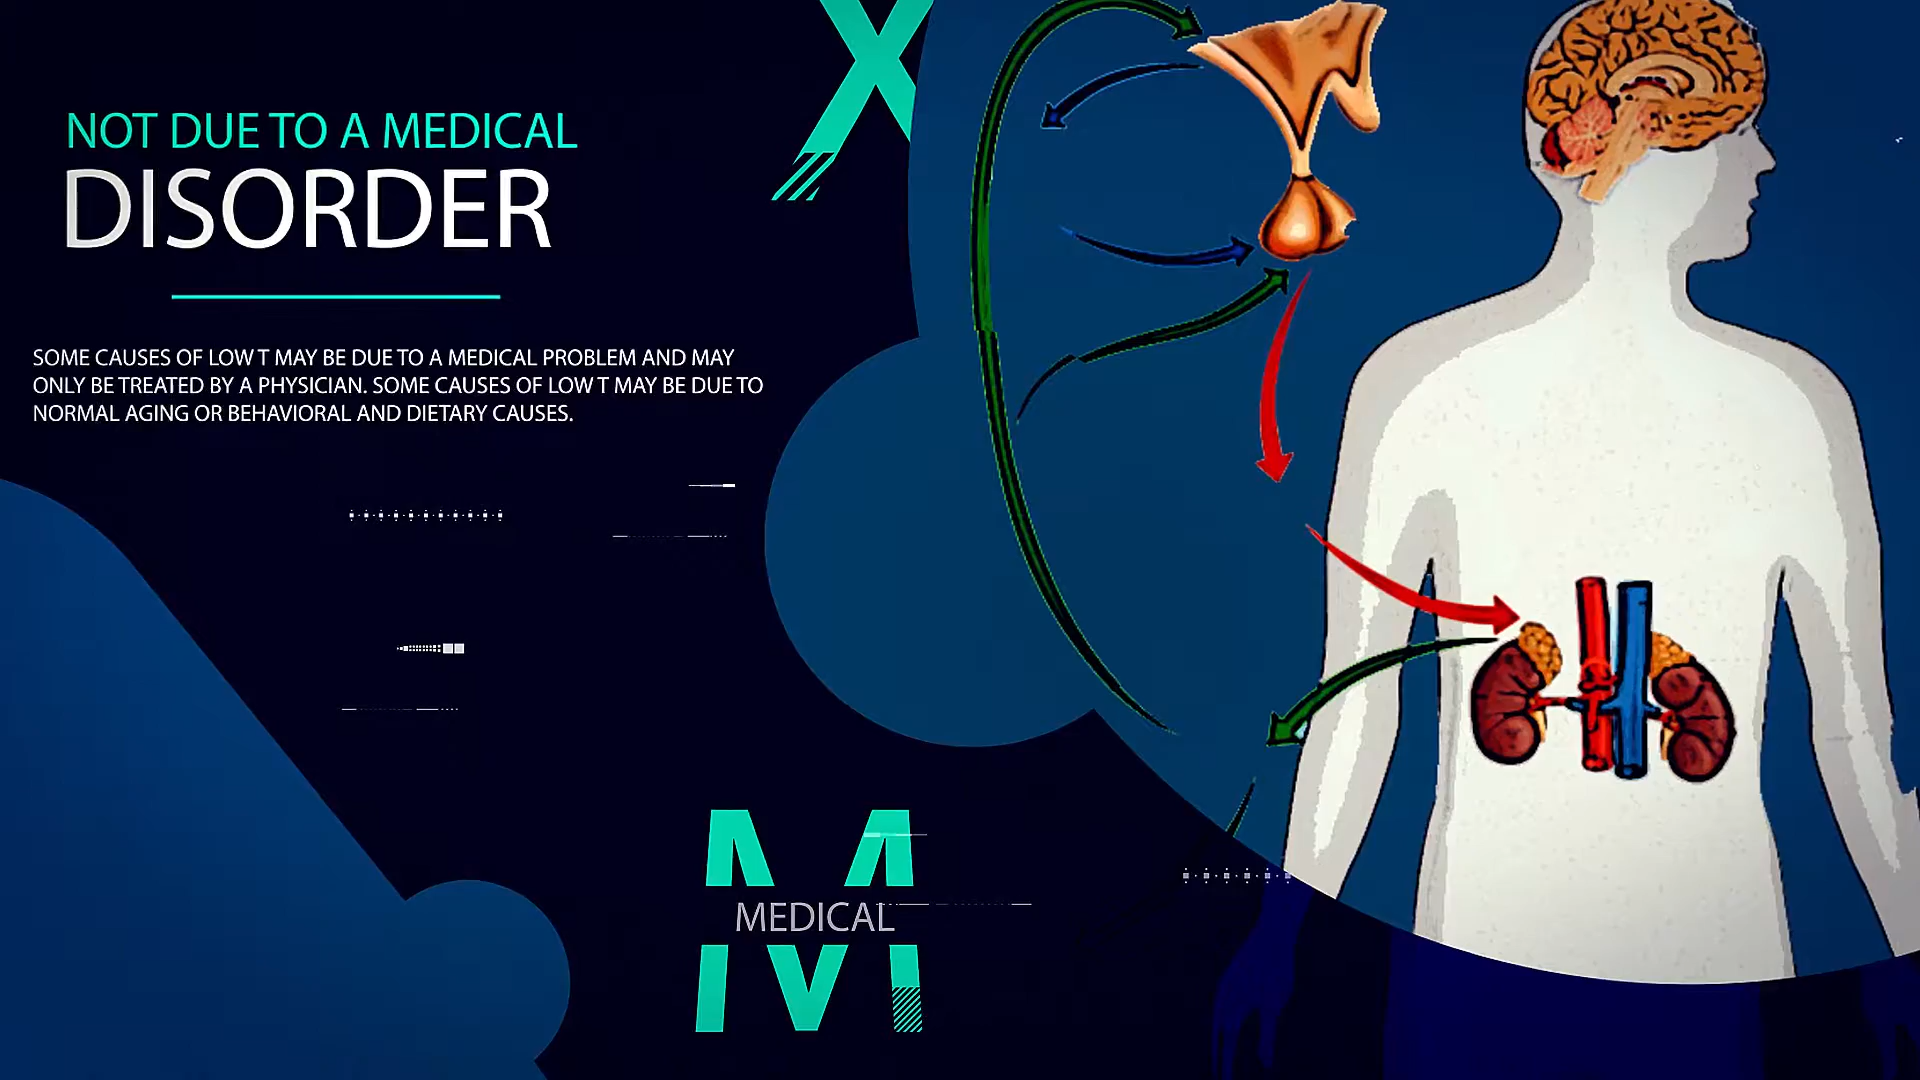 X
NOT DUE TO A MEDICAL
DISORDER
SOME CAUSES OF LOW T MAY BE DUE TO A MEDICAL PROBLEM AND MAY
ONLY BE TREATED BY A PHYSICIAN. SOME CAUSES OF LOW T MAY BE DUE TO
NORMAL AGING OR BEHAVIORAL AND DIETARY CAUSES.
M
MEDICAL